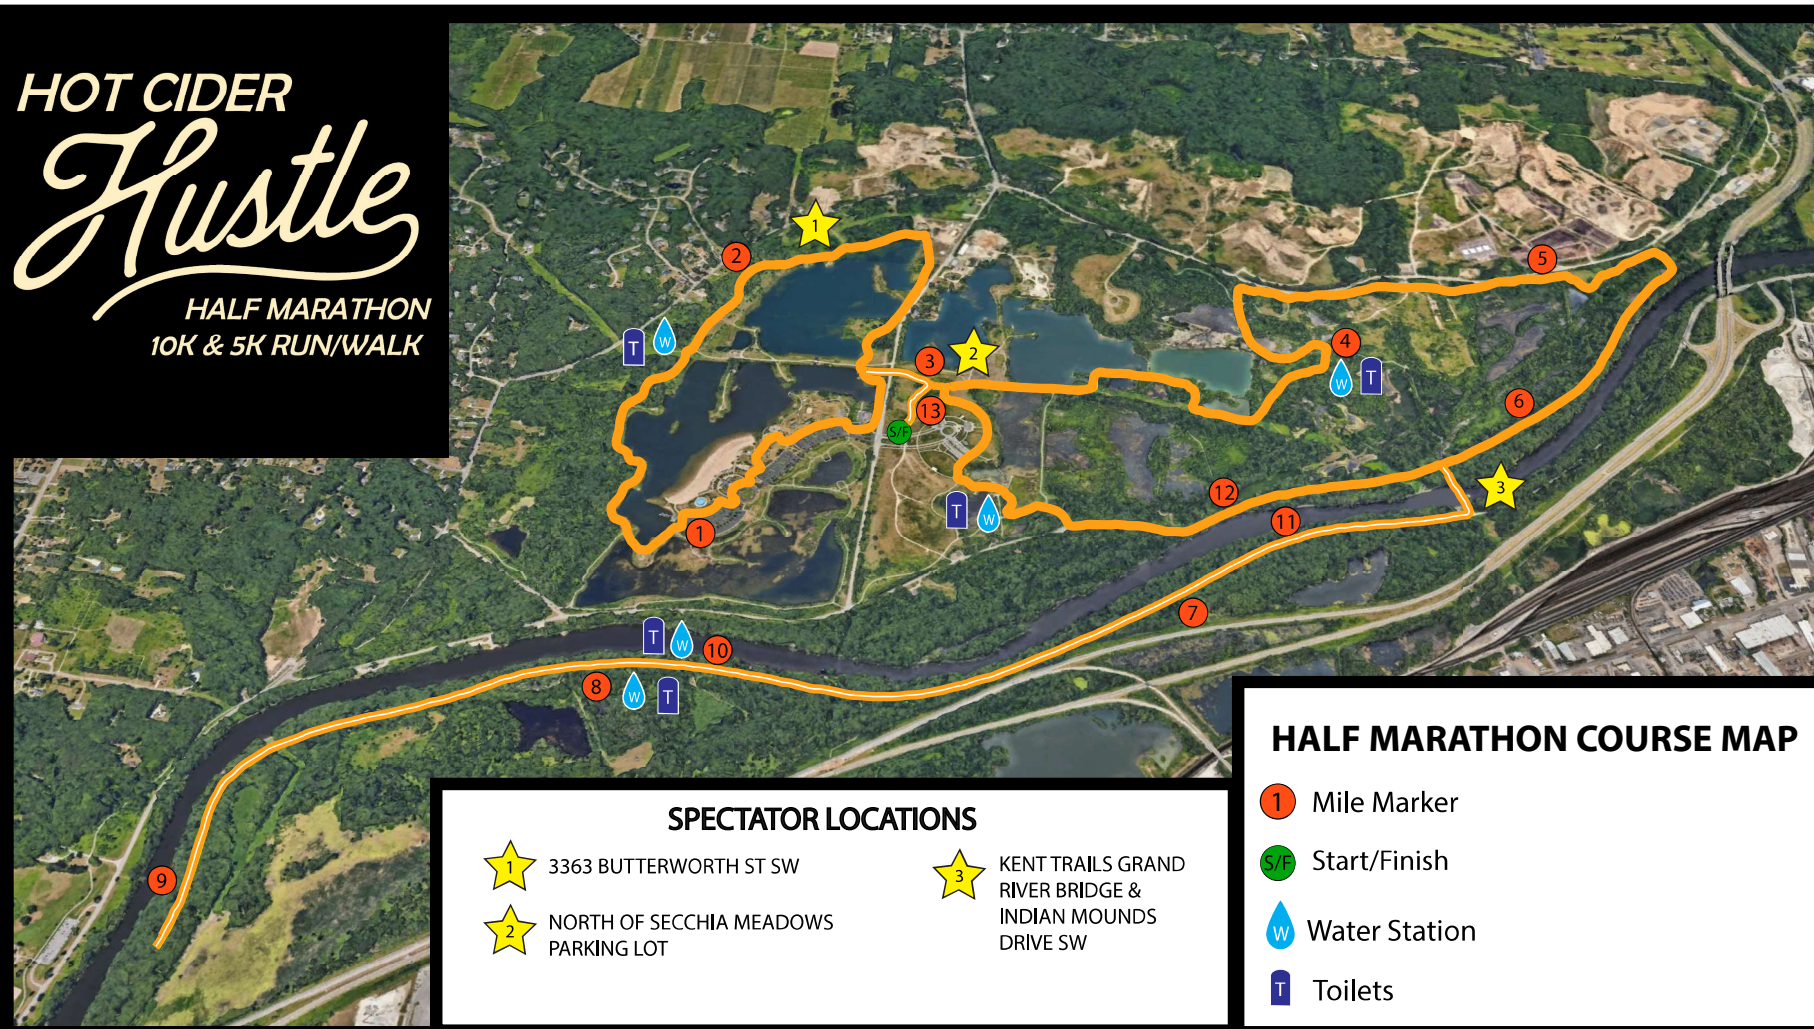 HOT CIDER
Hustle
HALF MARATHON
10K & 5K RUN/WALK
1
2
5
T
W
3
2
4
W
T
13
S/F
6
12
3
T
W
11
1
7
T
W
10
8
W
T
9
SPECTATOR LOCATIONS
1 3363 BUTTERWORTH ST SW
2 NORTH OF SECCHIA MEADOWS
PARKING LOT
3 KENT TRAILS GRAND
RIVER BRIDGE &
INDIAN MOUNDS
DRIVE SW
HALF MARATHON COURSE MAP
1 Mile Marker
S/F Start/Finish
W Water Station
T Toilets